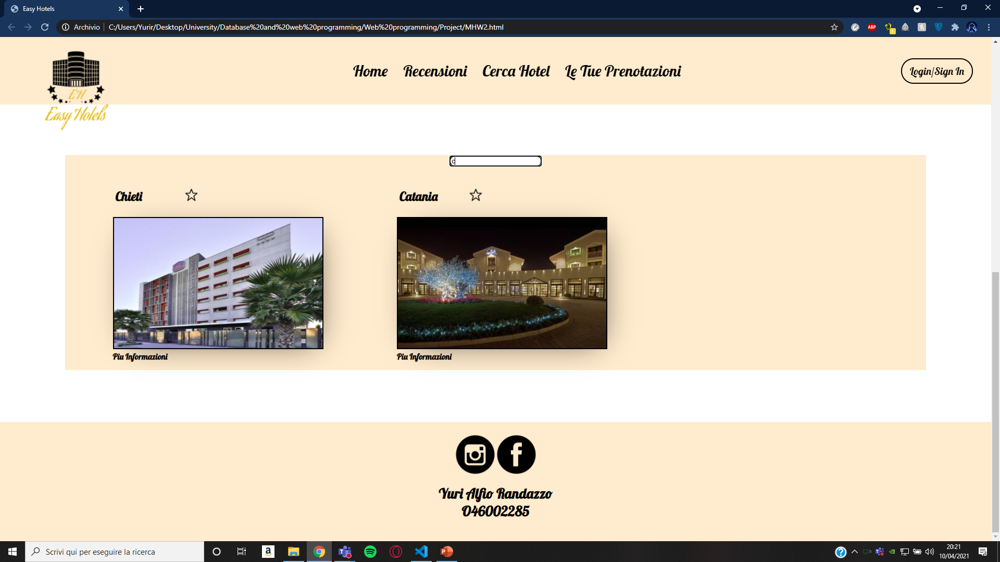 Easy Hotels
Archivio
C:/Users/Yurir/Desktop/University/Database%20and%20web%20programming/Web%20programming/Project/MHW2.html
ABP
EH
Easy Hotels
Home
Recensioni
Cerca Hotel
Le Tue Prenotazioni
Login/Sign In
c
Chieti
Catania
Piu Informazioni
Piu Informazioni
Yuri Alfio Randazzo
O46002285
Scrivi qui per eseguire la ricerca
20:21
10/04/2021